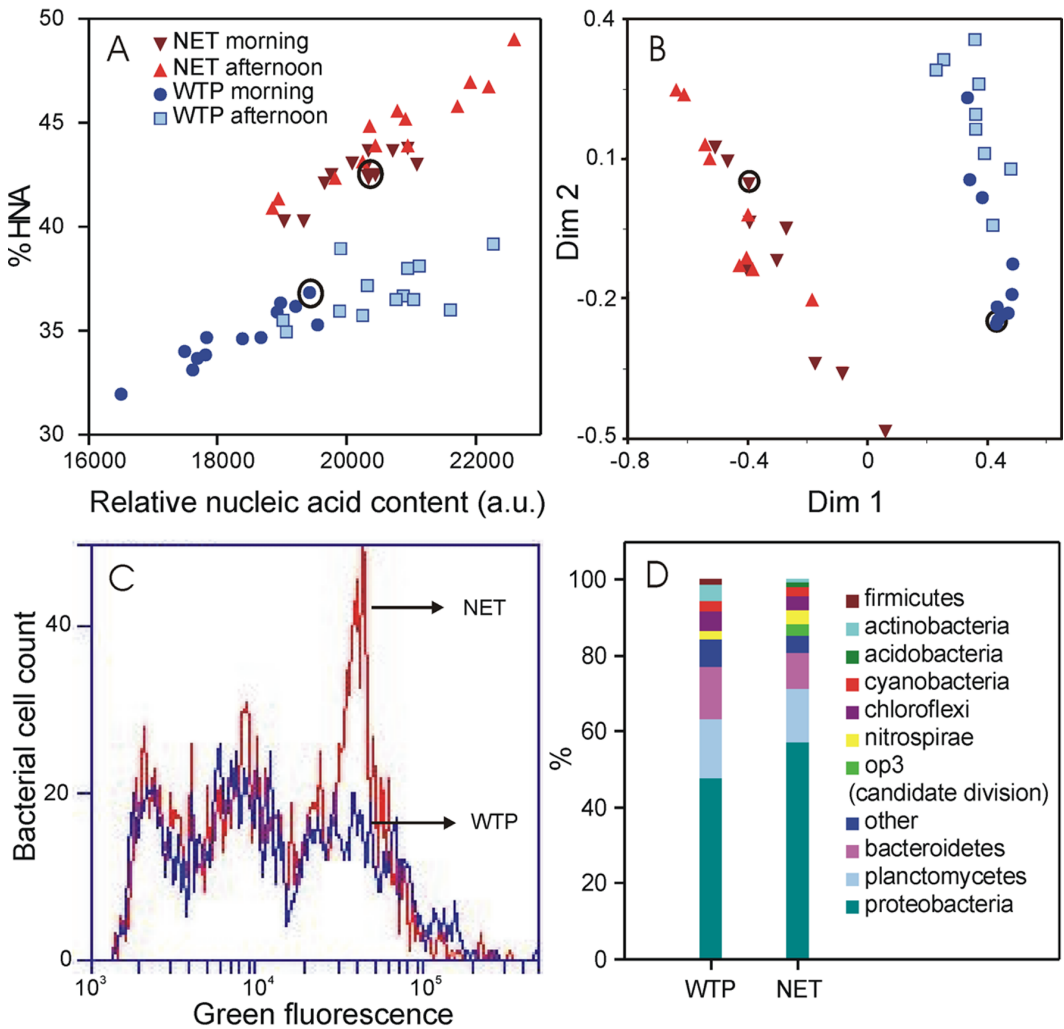 A
NET morning
NET afternoon
WTP morning
WTP afternoon
50
45
40
35
30
%HNA
16000 18000 20000 22000
Relative nucleic acid content (a.u.)
B
0.4
0.1
-0.2
-0.5
Dim 2
-0.8 -0.4 0 0.4
Dim 1
C
NET
WTP
40
20
0
Bacterial cell count
10³ 10⁴ 10⁵
Green fluorescence
D
100
80
60
40
20
0
%
WTP NET
firmicutes
actinobacteria
acidobacteria
cyanobacteria
chloroflexi
nitrospirae
op3
(candidate division)
other
bacteroidetes
planctomycetes
proteobacteria